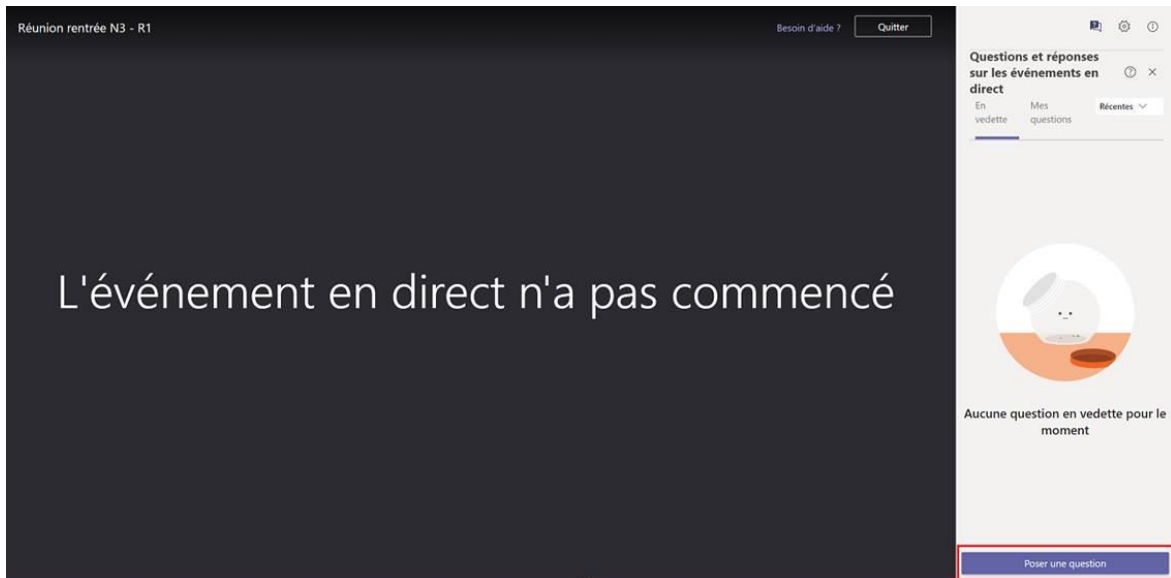 Réunion rentrée N3 - R1
Besoin d'aide ?
Quitter
L'événement en direct n'a pas commencé
Questions et réponses
sur les événements en
direct
En
vedette
Mes
questions
Récentes
Aucune question en vedette pour le
moment
Poser une question